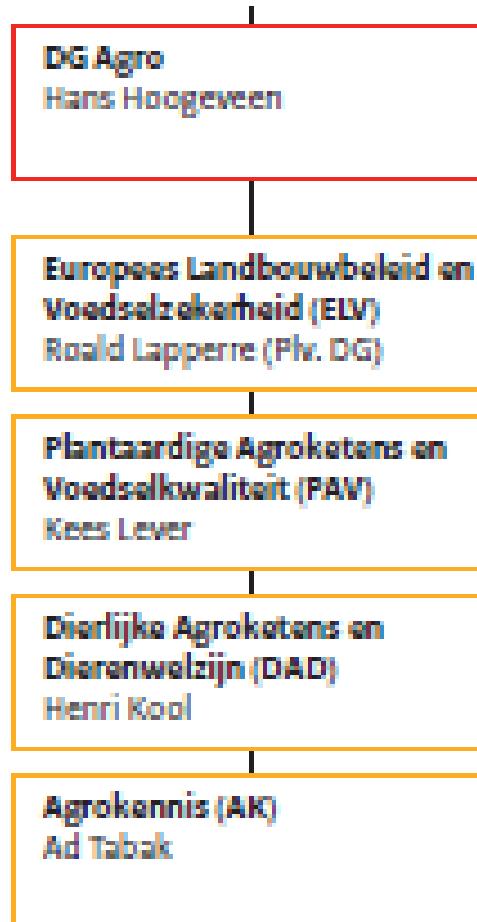 DG Agro
Hans Hoogeveen
Europees Landbouwbeleid en
Voedselzekerheid (ELV)
Roald Lapperre (Plv. DG)
Plantaardige Agroketens en
Voedselkwaliteit (PAV)
Kees Lever
Dierlijke Agroketens en
Dierenwelzijn (DAD)
Henri Kool
Agrokennis (AK)
Ad Tabak